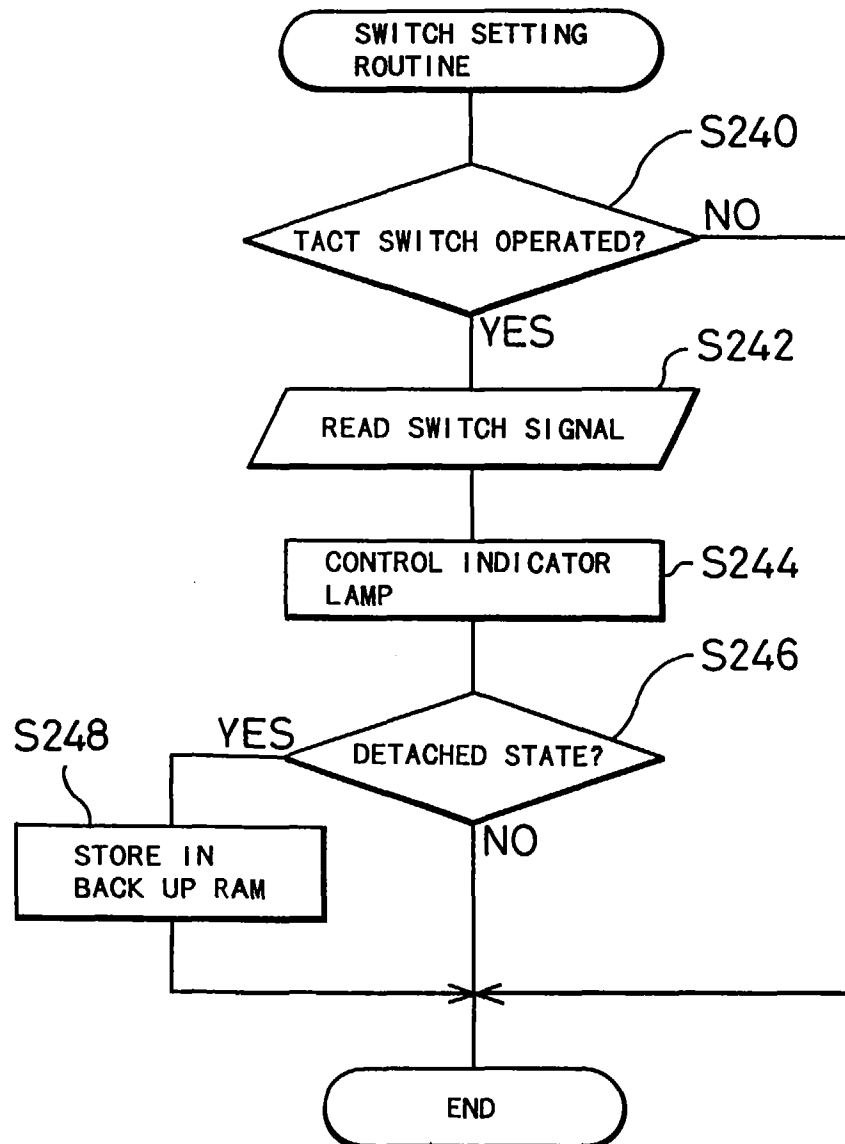 SWITCH SETTING
ROUTINE
S240
TACT SWITCH OPERATED?
NO
YES
S242
READ SWITCH SIGNAL
CONTROL INDICATOR
LAMP
S244
S246
S248
YES
DETACHED STATE?
NO
STORE IN
BACK UP RAM
END